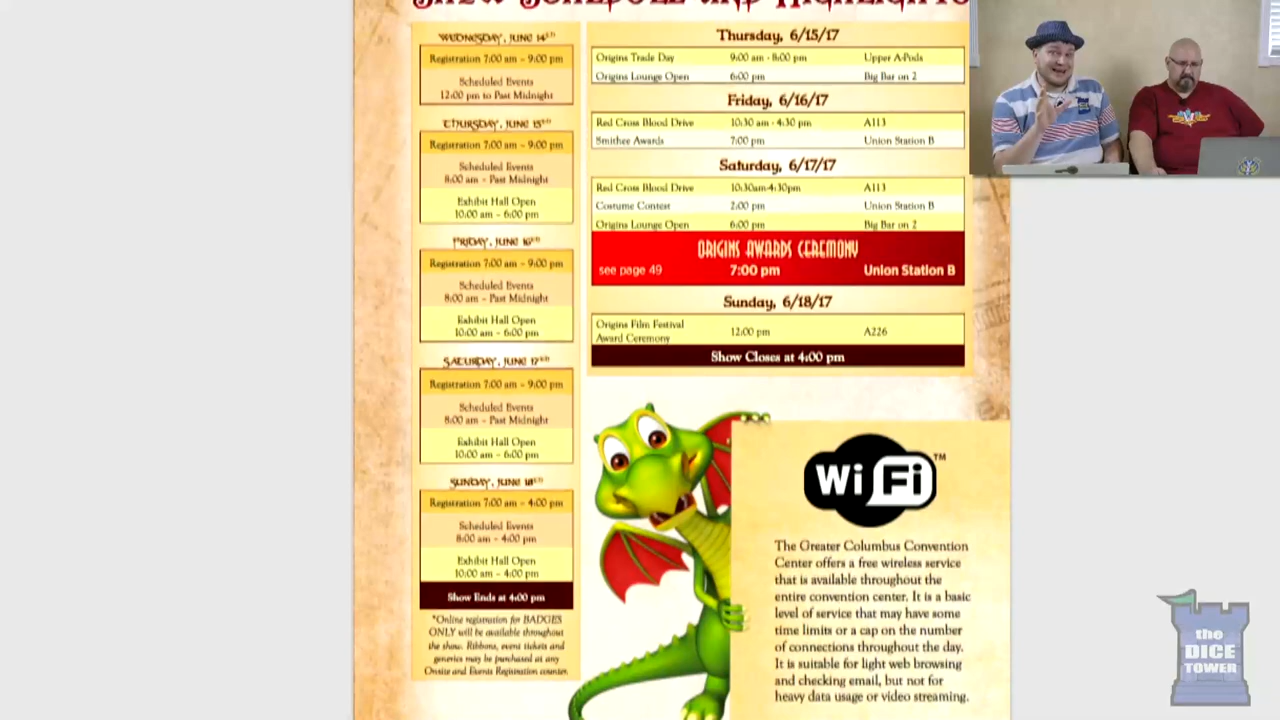 Show Schedule and Highlights
Wednesday, June 14th
Registration 7:00 am - 9:00 pm
Scheduled Events
12:00 pm to Past Midnight
Thursday, June 15th
Registration 7:00 am - 9:00 pm
Scheduled Events
8:00 am - Past Midnight
Exhibit Hall Open
10:00 am - 6:00 pm
Friday, June 16th
Registration 7:00 am - 9:00 pm
Scheduled Events
8:00 am - Past Midnight
Exhibit Hall Open
10:00 am - 6:00 pm
Saturday, June 17th
Registration 7:00 am - 9:00 pm
Scheduled Events
8:00 am - Past Midnight
Exhibit Hall Open
10:00 am - 6:00 pm
Sunday, June 18th
Registration 7:00 am - 4:00 pm
Scheduled Events
8:00 am - 4:00 pm
Exhibit Hall Open
10:00 am - 4:00 pm
Show Ends at 4:00 pm
*Online registration for BADGES
ONLY will be available throughout
the show. Ribbons, event tickets and
generics may be purchased at any
Onsite and Events Registration counter.
Thursday, 6/15/17
Origins Trade Day 9:00 am - 8:00 pm Upper A-Pods
Origins Lounge Open 6:00 pm Big Bar on 2
Friday, 6/16/17
Red Cross Blood Drive 10:30 am - 4:30 pm A113
Smithee Awards 7:00 pm Union Station B
Saturday, 6/17/17
Red Cross Blood Drive 10:30am-4:30pm A113
Costume Contest 2:00 pm Union Station B
Origins Lounge Open 6:00 pm Big Bar on 2
ORIGINS AWARDS CEREMONY
see page 49 7:00 pm Union Station B
Sunday, 6/18/17
Origins Film Festival
Award Ceremony 12:00 pm A226
Show Closes at 4:00 pm
WiFi™
The Greater Columbus Convention
Center offers a free wireless service
that is available throughout the
entire convention center. It is a basic
level of service that may have some
time limits or a cap on the number
of connections throughout the day.
It is suitable for light web browsing
and checking email, but not for
heavy data usage or video streaming.
the
DICE
TOWER